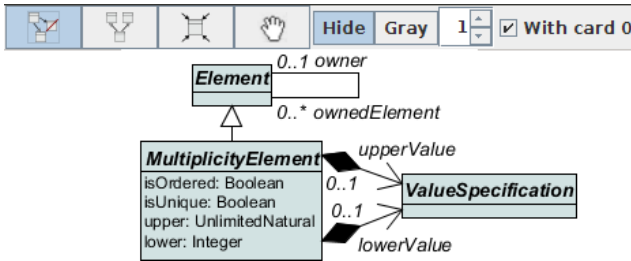 Hide Gray 1 With card 0
0..1 owner
Element
0..* ownedElement
MultiplicityElement
upperValue
isOrdered: Boolean
0..1
isUnique: Boolean
ValueSpecification
0..1
upper: UnlimitedNatural
lower: Integer
lowerValue